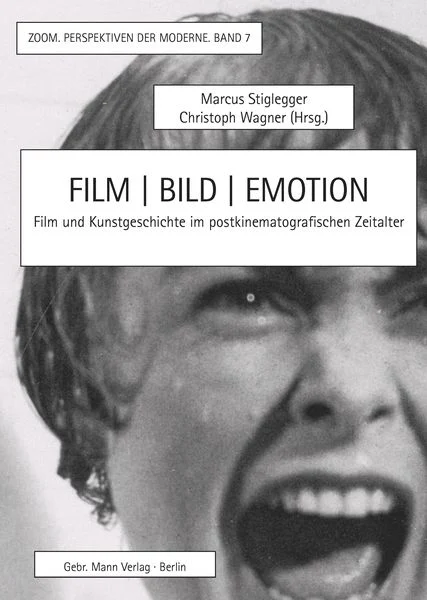 ZOOM. PERSPEKTIVEN DER MODERNE. BAND 7
Marcus Stiglegger
Christoph Wagner (Hrsg.)
FILM | BILD | EMOTION
Film und Kunstgeschichte im postkinematografischen Zeitalter
Gebr. Mann Verlag · Berlin